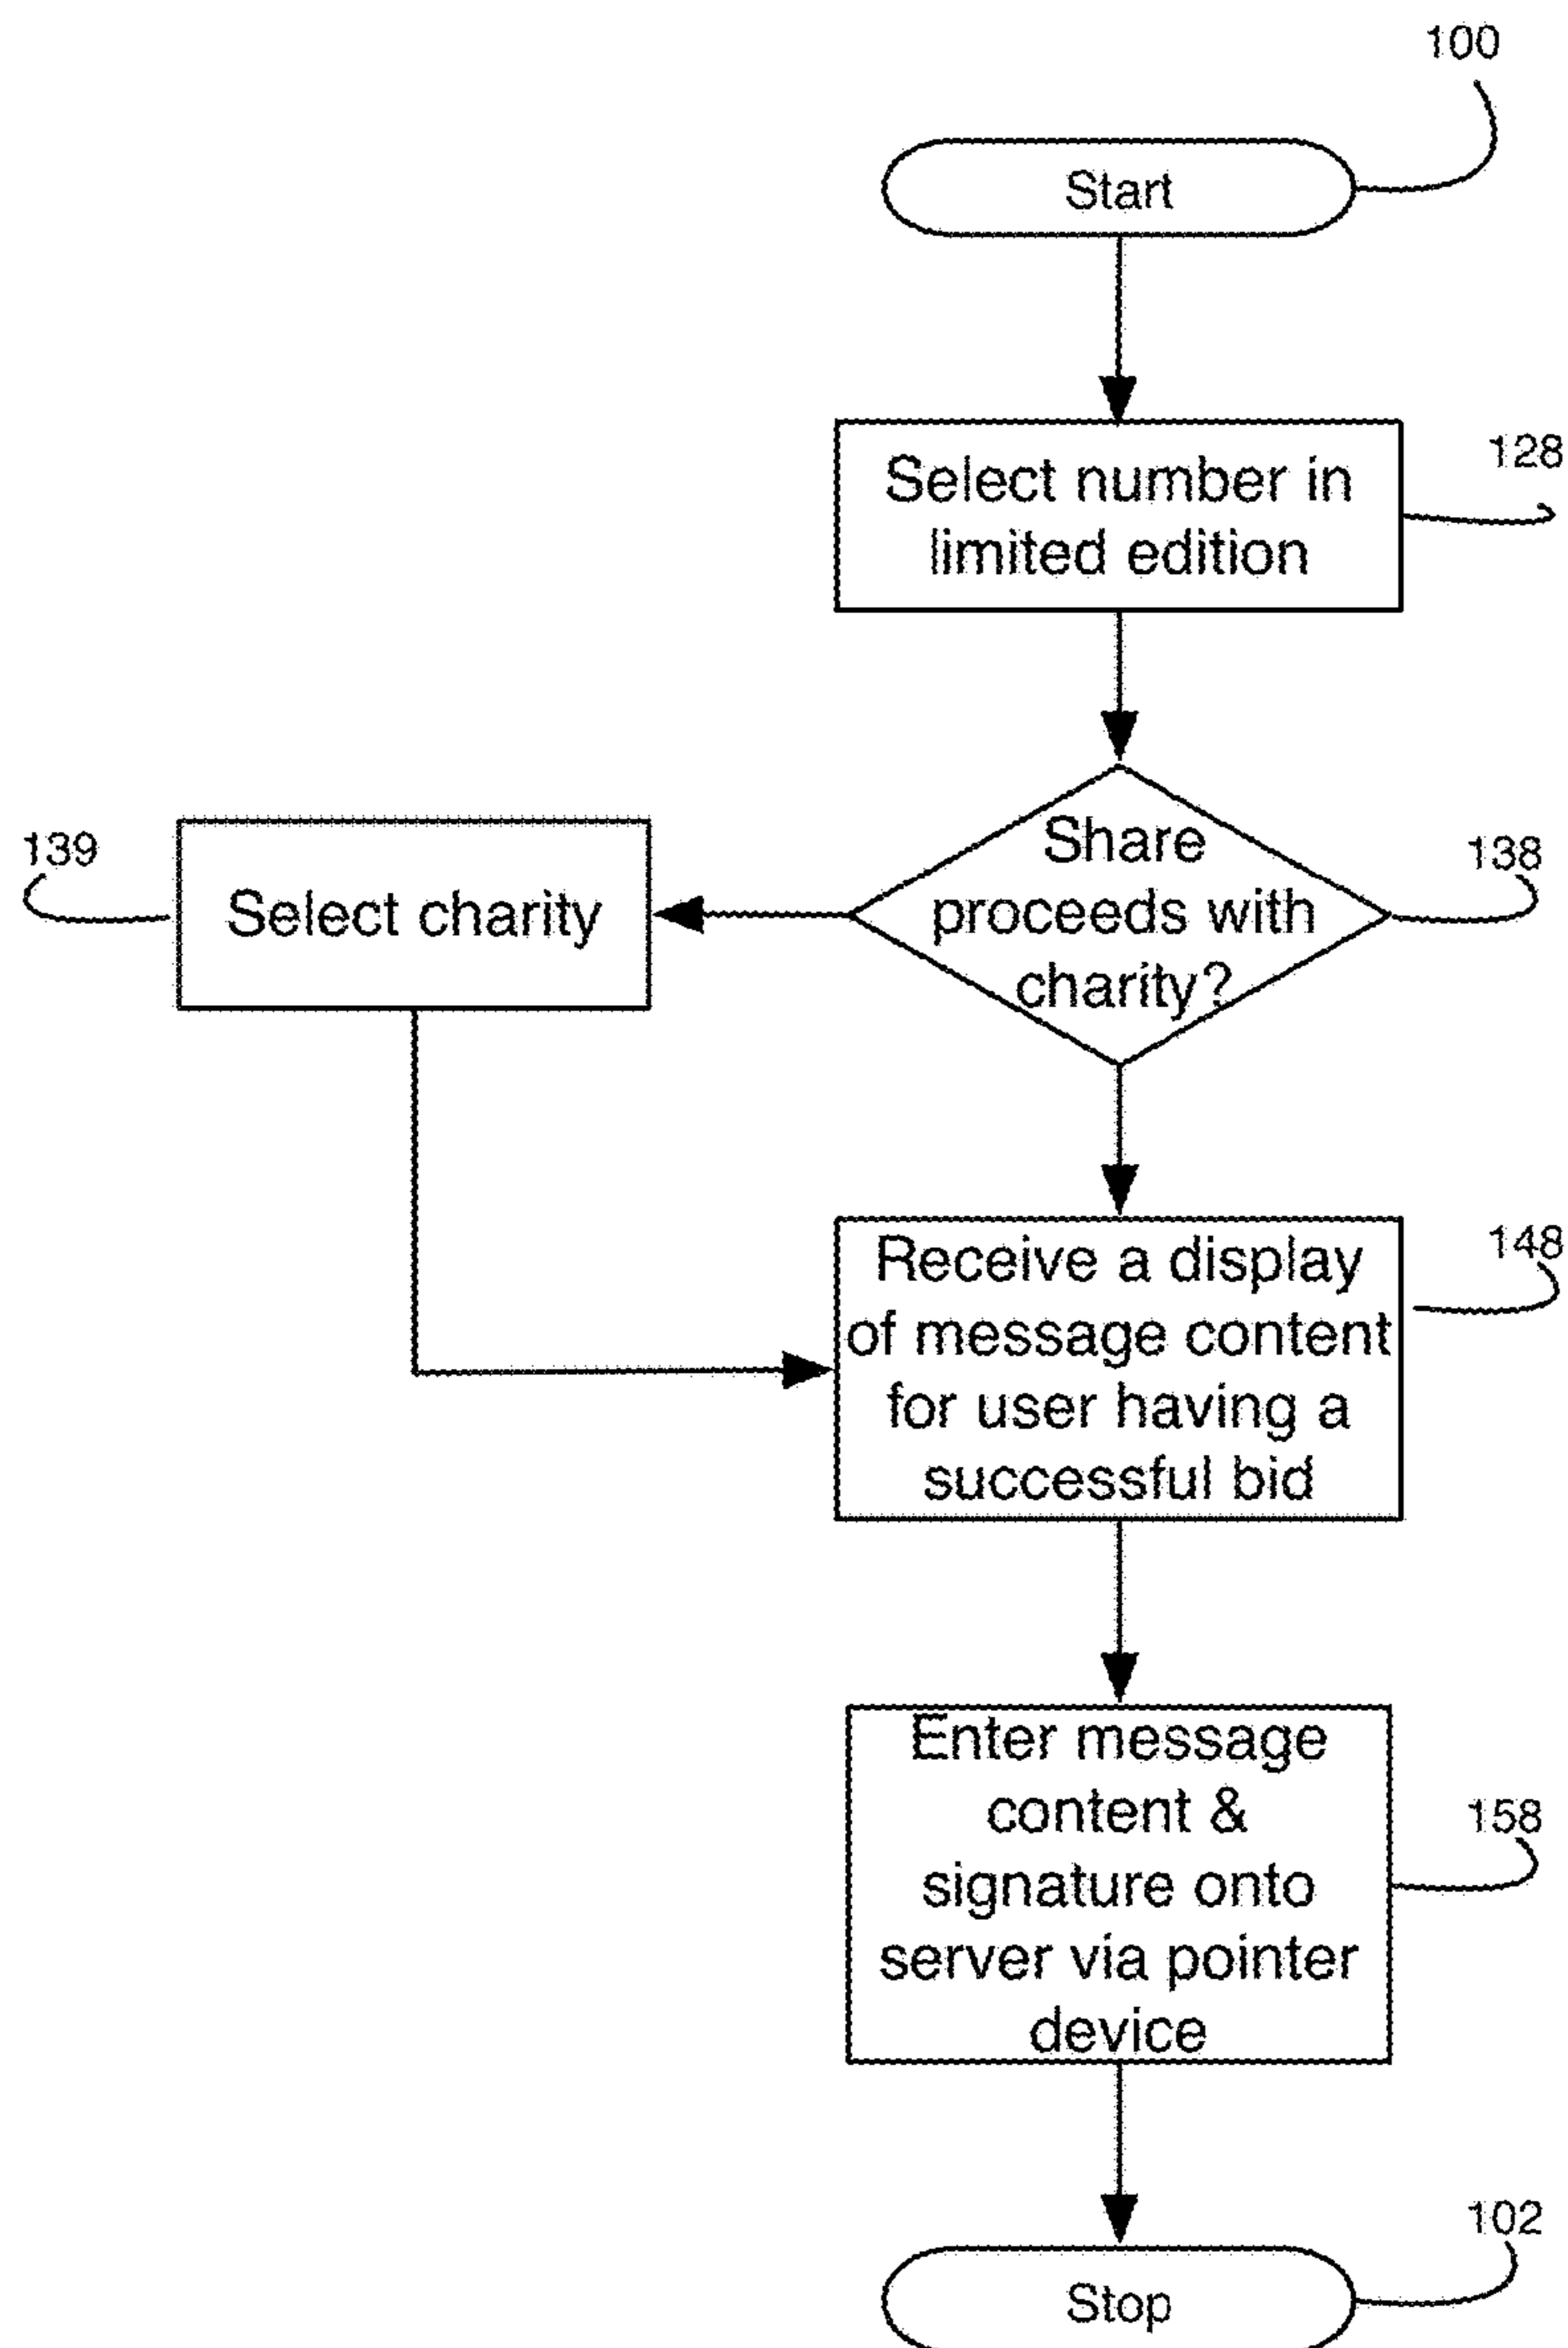 100
Start
128
Select number in
limited edition
139
Select charity
138
Share
proceeds with
charity?
148
Receive a display
of message content
for user having a
successful bid
158
Enter message
content &
signature onto
server via pointer
device
102
Stop